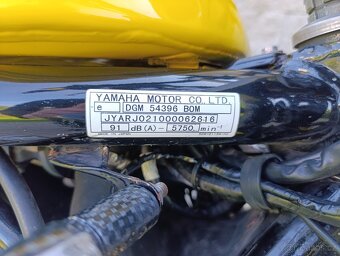 YAMAHA MOTOR CO.,LTD.
e DGM 54396 BOM
JYARJ021000062616
91 dB(A) - 5750 min⁻¹